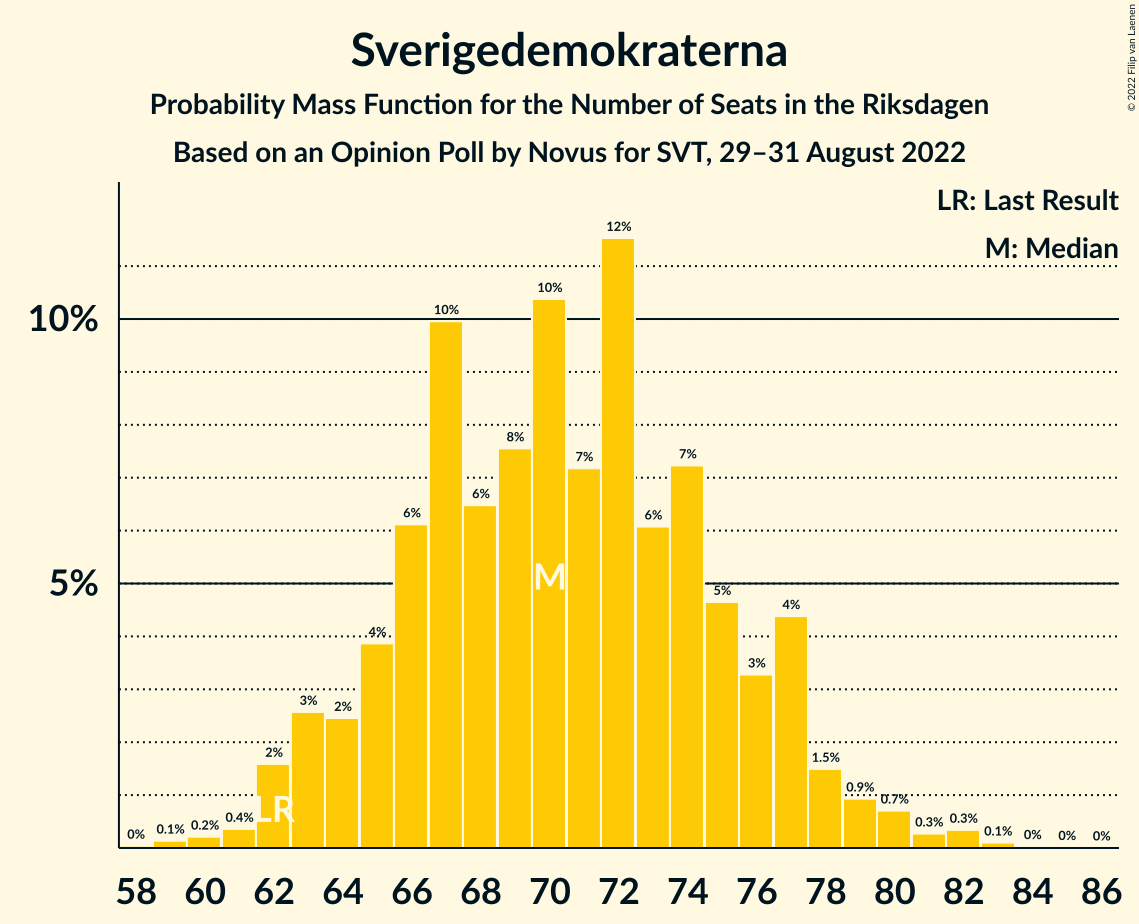 Sverigedemokraterna
Probability Mass Function for the Number of Seats in the Riksdagen
Based on an Opinion Poll by Novus for SVT, 29–31 August 2022
© 2022 Filip van Laenen
LR: Last Result
M: Median
10%
5%
0% 0.1% 0.2% 0.4% 2% 3% 2% 4% 6% 10% 6% 8% 10% 7% 12% 6% 7% 5% 3% 4% 1.5% 0.9% 0.7% 0.3% 0.3% 0.1% 0% 0% 0%
M
LR
58 60 62 64 66 68 70 72 74 76 78 80 82 84 86